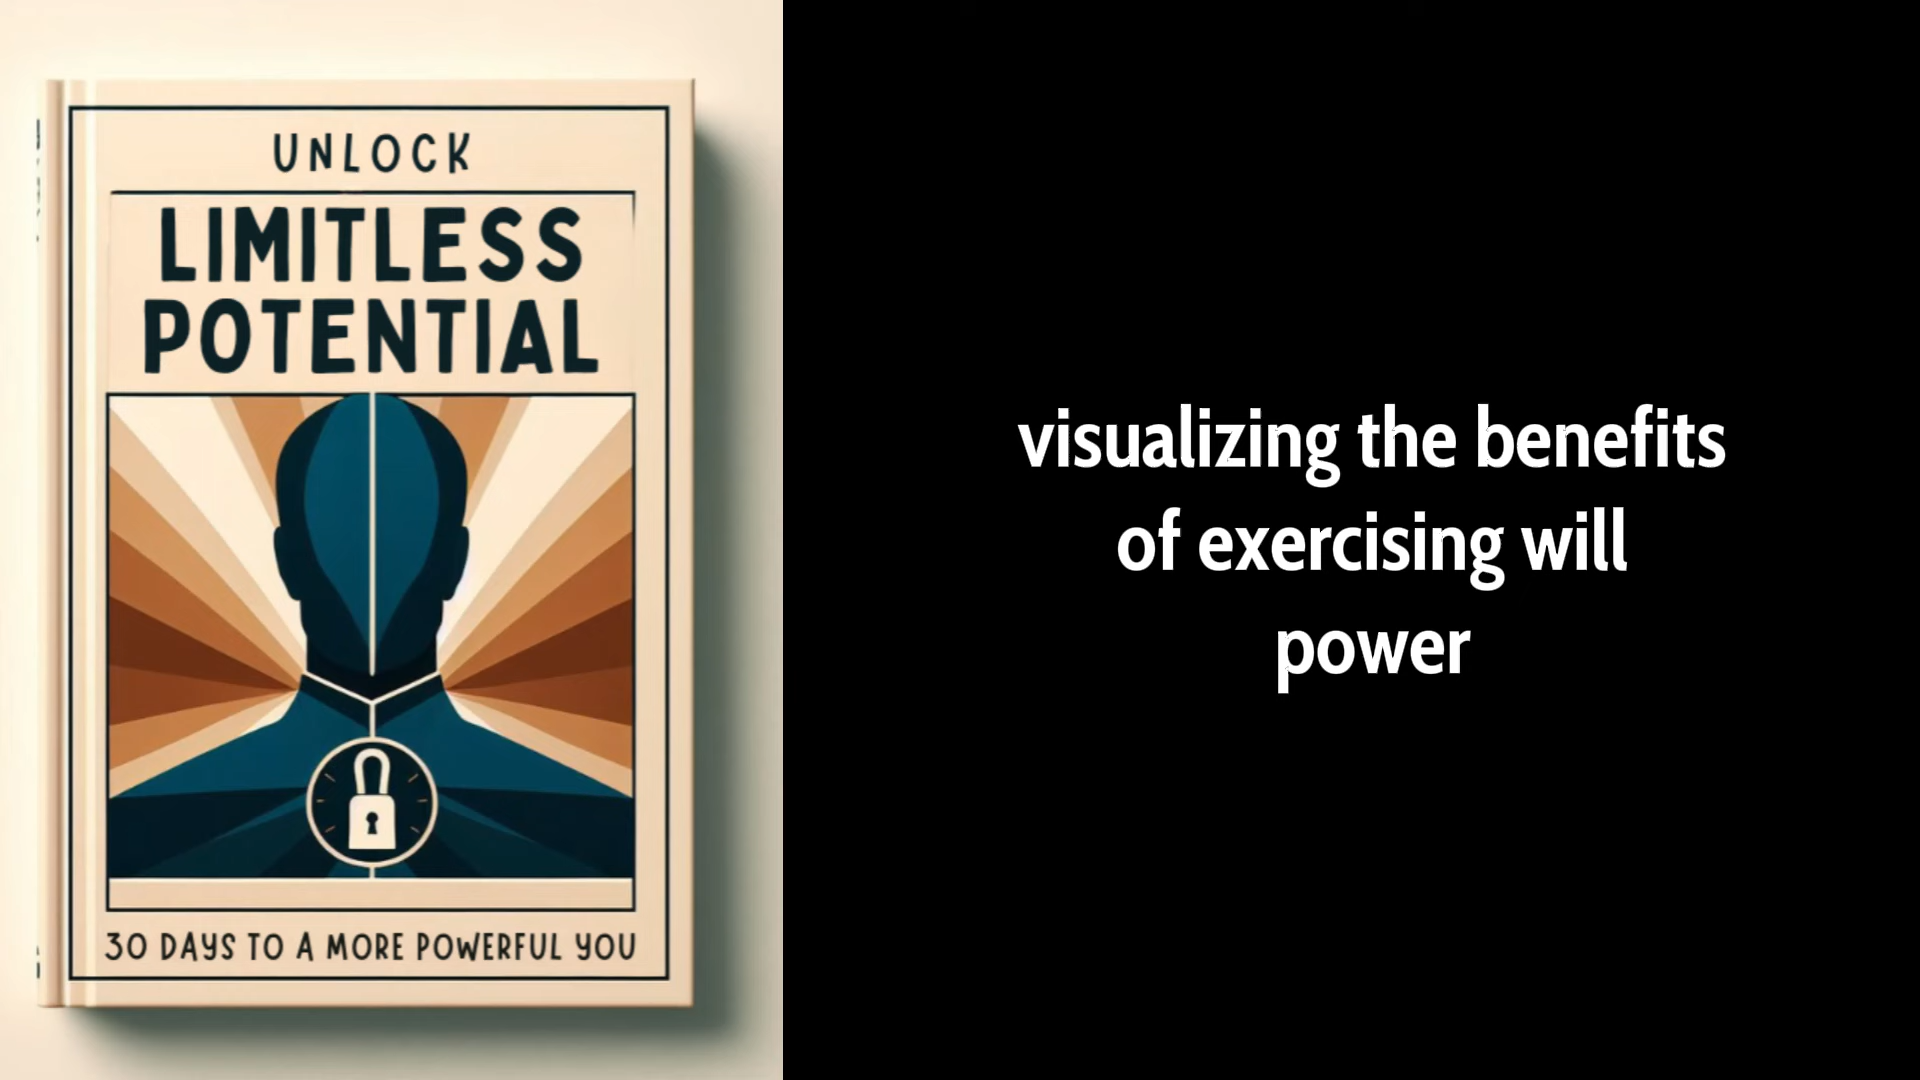 UNLOCK
LIMITLESS
POTENTIAL
30 DAYS TO A MORE POWERFUL YOU
visualizing the benefits
of exercising will
power